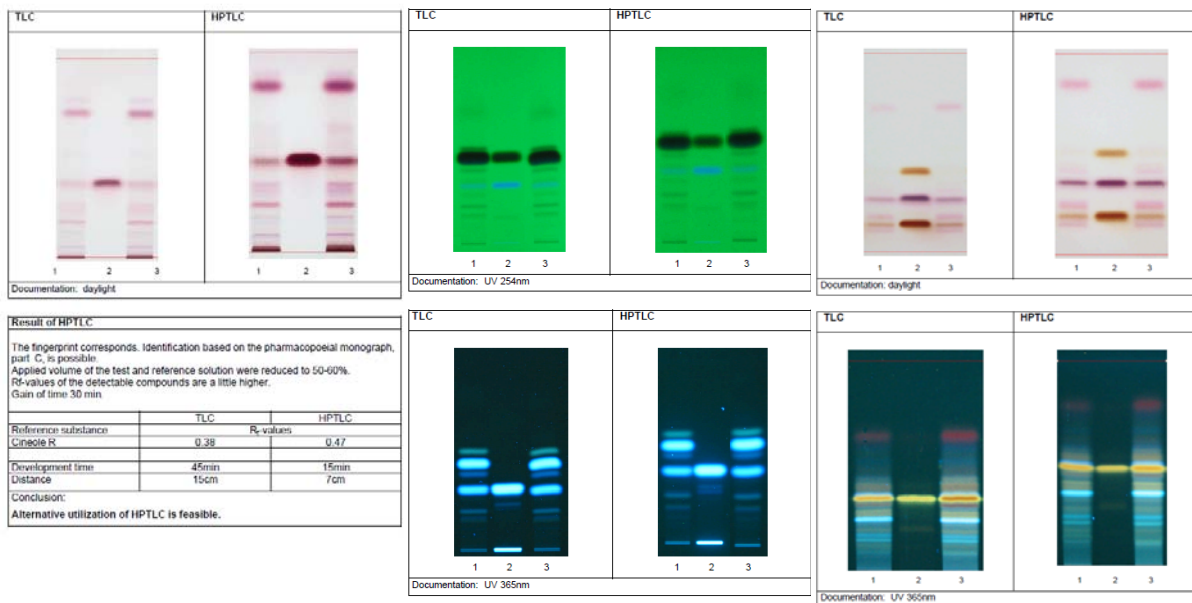 TLC HPTLC
1 2 3 1 2 3
Documentation: daylight
Result of HPTLC
The fingerprint corresponds. Identification based on the pharmacopoeial monograph,
part C, is possible.
Applied volume of the test and reference solution were reduced to 50-60%.
Rf-values of the detectable compounds are a little higher.
Gain of time 30 min
TLC HPTLC
Reference substance Rf-values
Cineole R 0.38 0.47
Development time 45min 15min
Distance 15cm 7cm
Conclusion:
Alternative utilization of HPTLC is feasible.
TLC HPTLC
1 2 3 1 2 3
Documentation: UV 254nm
TLC HPTLC
1 2 3 1 2 3
Documentation: UV 365nm
TLC HPTLC
1 2 3 1 2 3
Documentation: daylight
TLC HPTLC
1 2 3 1 2 3
Documentation: UV 365nm